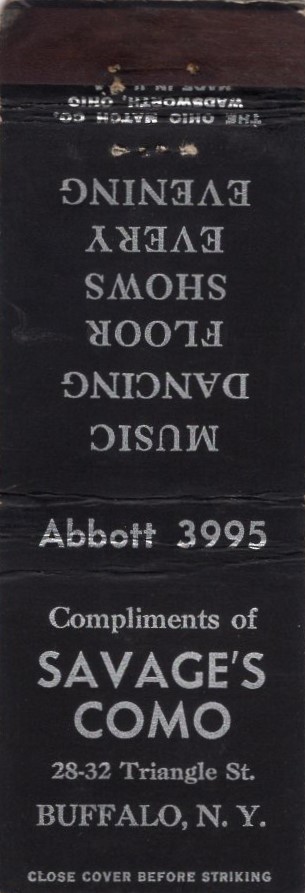 THE OHIO MATCH CO.
WADSWORTH, OHIO
MADE IN U.S.A.
MUSIC
DANCING
FLOOR
SHOWS
EVERY
EVENING
Abbott 3995
Compliments of
SAVAGE'S
COMO
28-32 Triangle St.
BUFFALO, N. Y.
CLOSE COVER BEFORE STRIKING